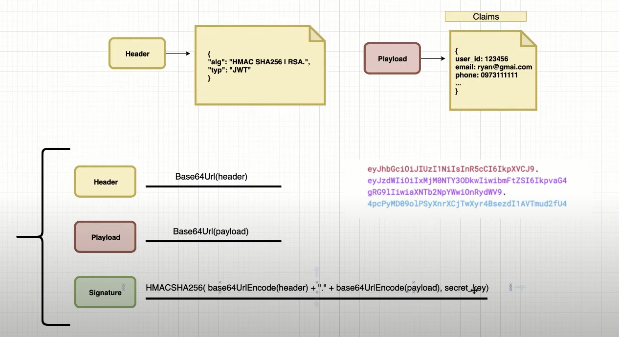 Claims
Header
{
"alg": "HMAC SHA256 I RSA.",
"typ": "JWT"
}
Playload
{
user_id: 123456
email: ryan@gmai.com
phone: 0973111111
...
}
Header
Base64Url(header)
eyJhbGciOiJIUzI1NiIsInR5cCI6IkpXVCJ9.
eyJzdWIiOiIxMjM0NTY3ODkwIiwibmFtZSI6IkpvaG4
gRG9lIiwiaXNTb2NpYWwiOnRydWV9.
4pcPyMD09olPSyXnrXCjTwXyr4BsezdI1AVTmud2fU4
Playload
Base64Url(payload)
Signature
HMACSHA256( base64UrlEncode(header) + "." + base64UrlEncode(payload), secret_key)